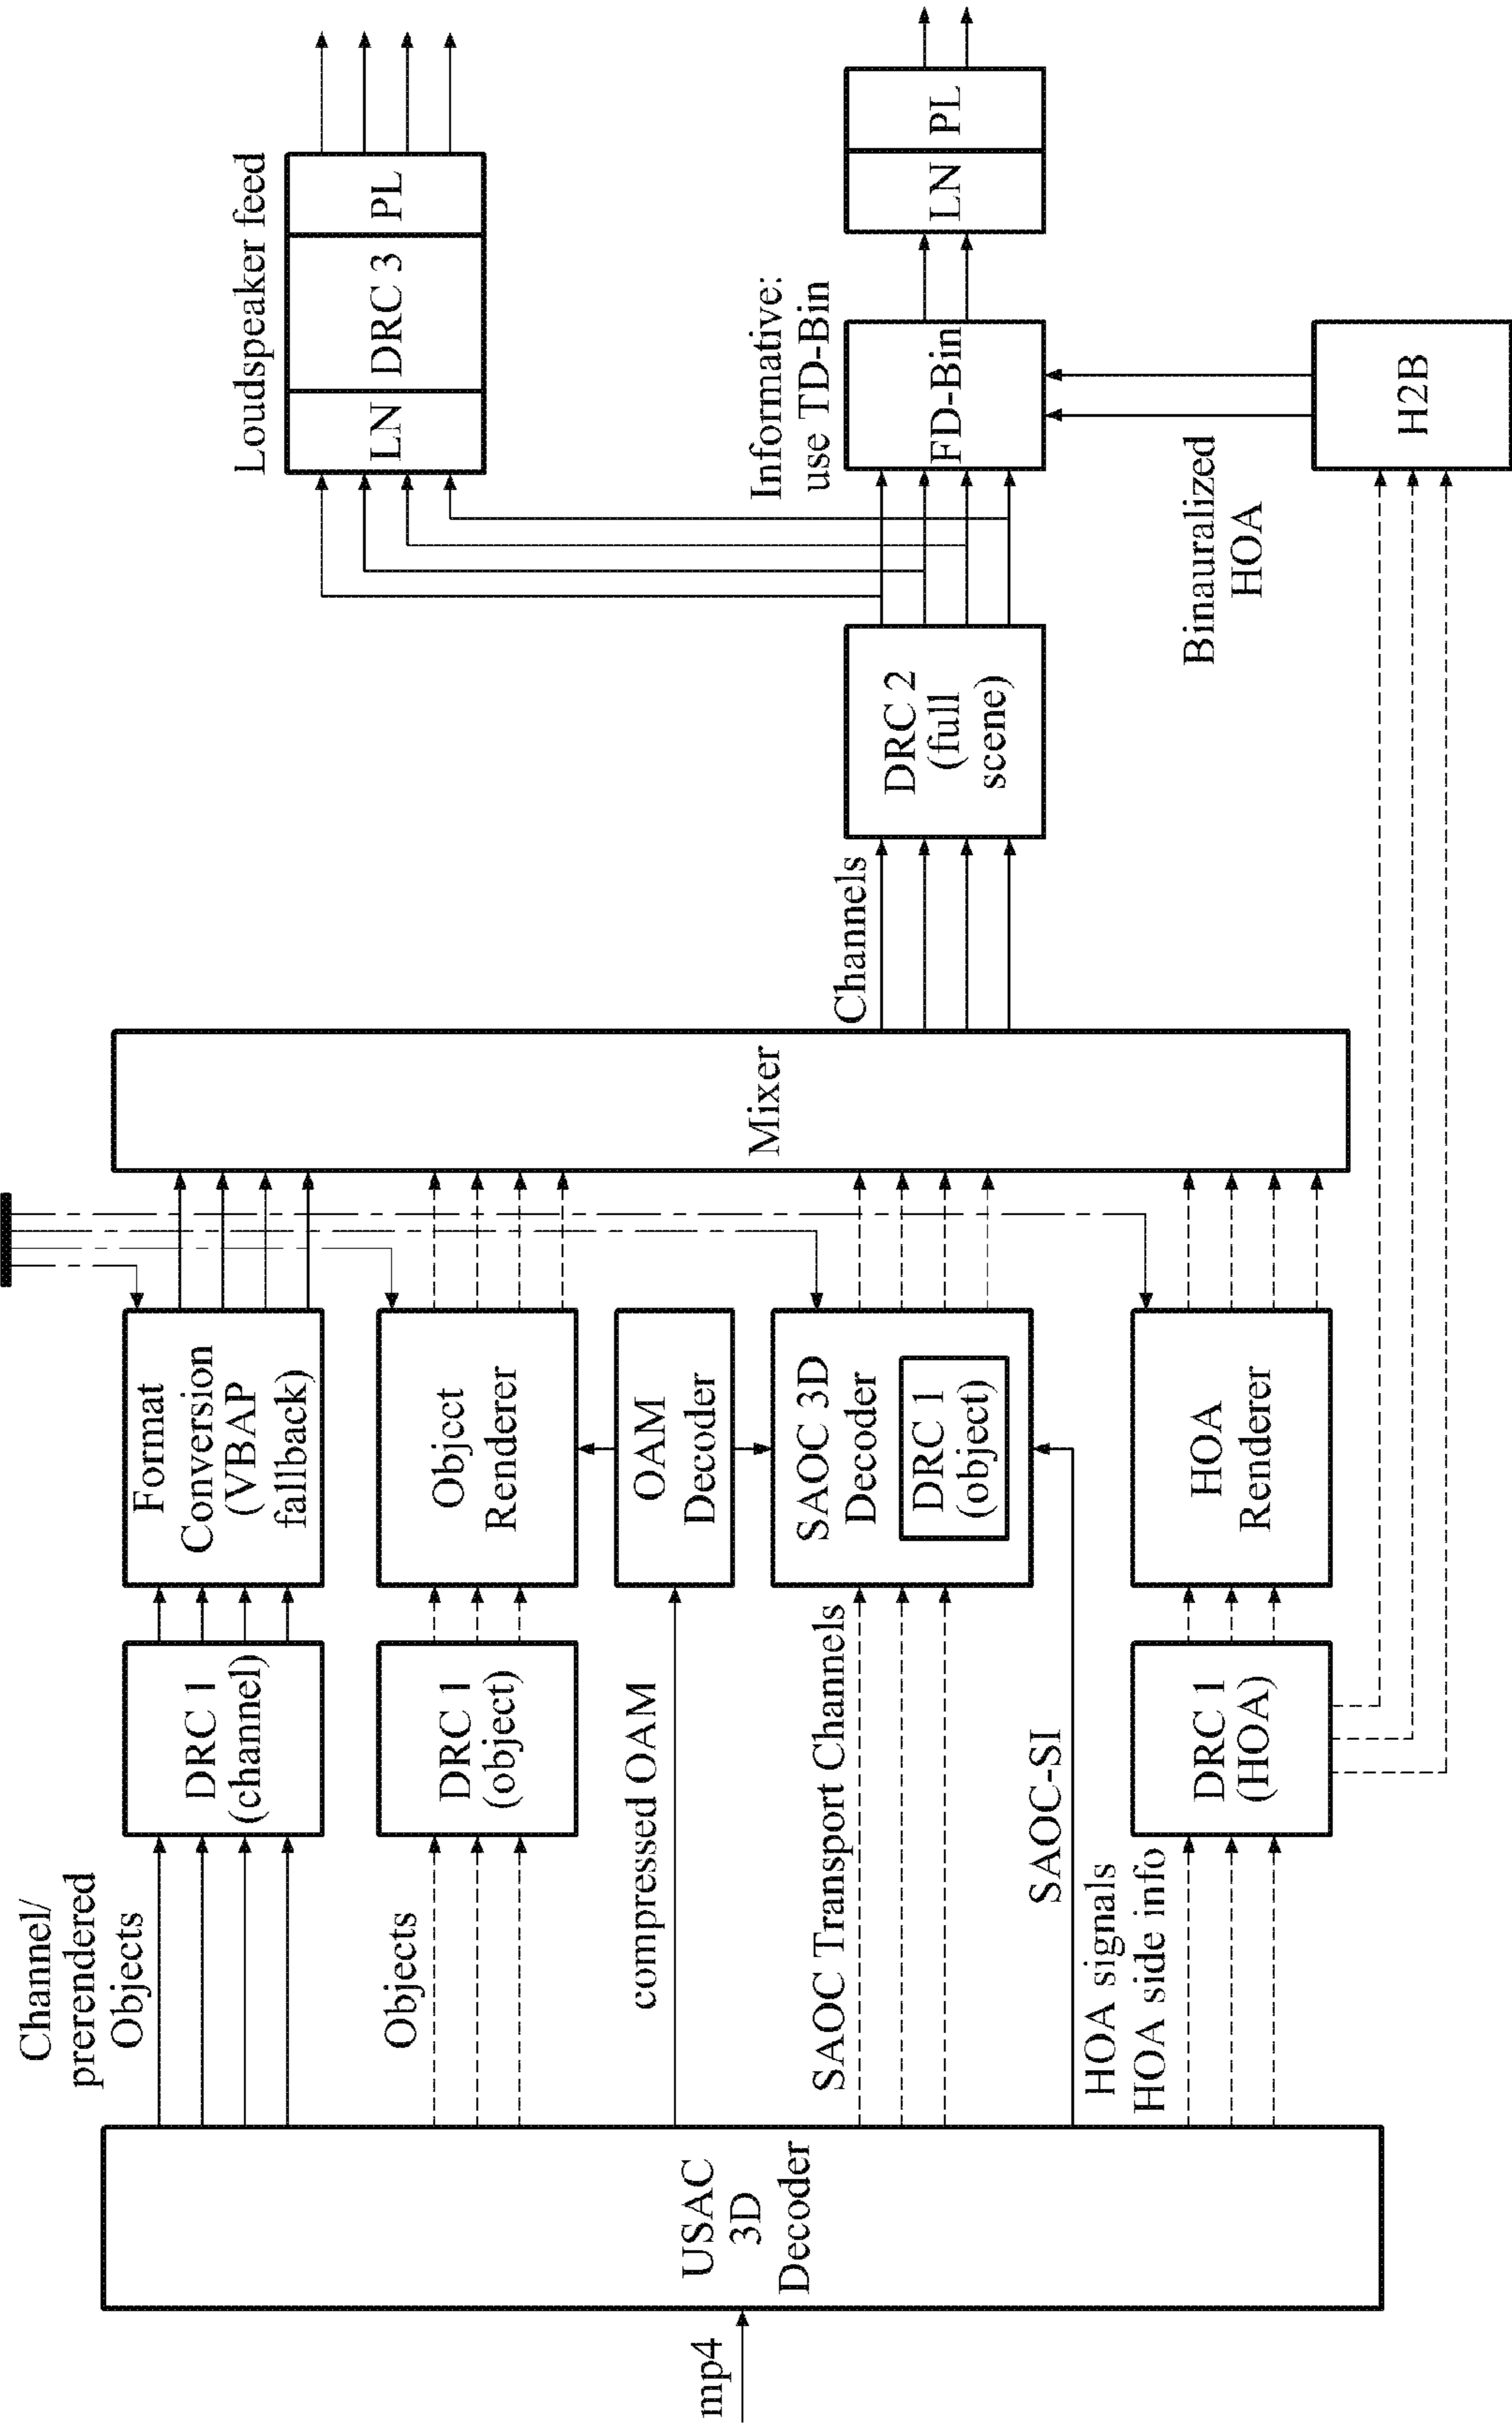 mp4
USAC
3D
Decoder
Channel/
prerendered
Objects
DRC 1
(channel)
Format
Conversion
(VBAP
fallback)
Objects
DRC 1
(object)
Objcct
Renderer
compressed OAM
OAM
Decoder
SAOC Transport Channels
SAOC 3D
Decoder
DRC 1
(object)
SAOC-SI
HOA signals
HOA side info
DRC 1
(HOA)
HOA
Renderer
Mixer
Channels
DRC 2
(full
scene)
Loudspeaker feed
LN
DRC 3
PL
Informative:
use TD-Bin
FD-Bin
LN
PL
Binauralized
HOA
H2B